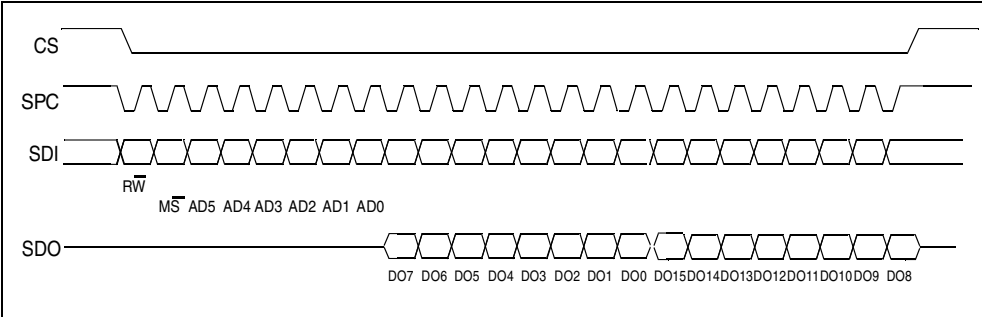 CS
SPC
SDI
RW̅
MS̅ AD5 AD4 AD3 AD2 AD1 AD0
SDO
DO7 DO6 DO5 DO4 DO3 DO2 DO1 DO0 DO15 DO14 DO13 DO12 DO11 DO10 DO9 DO8